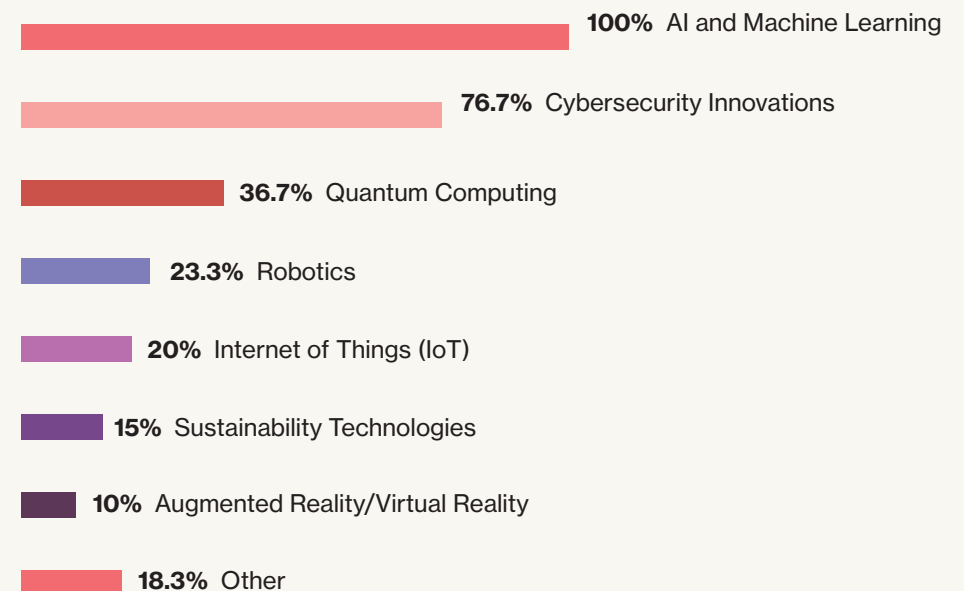 100% AI and Machine Learning
76.7% Cybersecurity Innovations
36.7% Quantum Computing
23.3% Robotics
20% Internet of Things (IoT)
15% Sustainability Technologies
10% Augmented Reality/Virtual Reality
18.3% Other